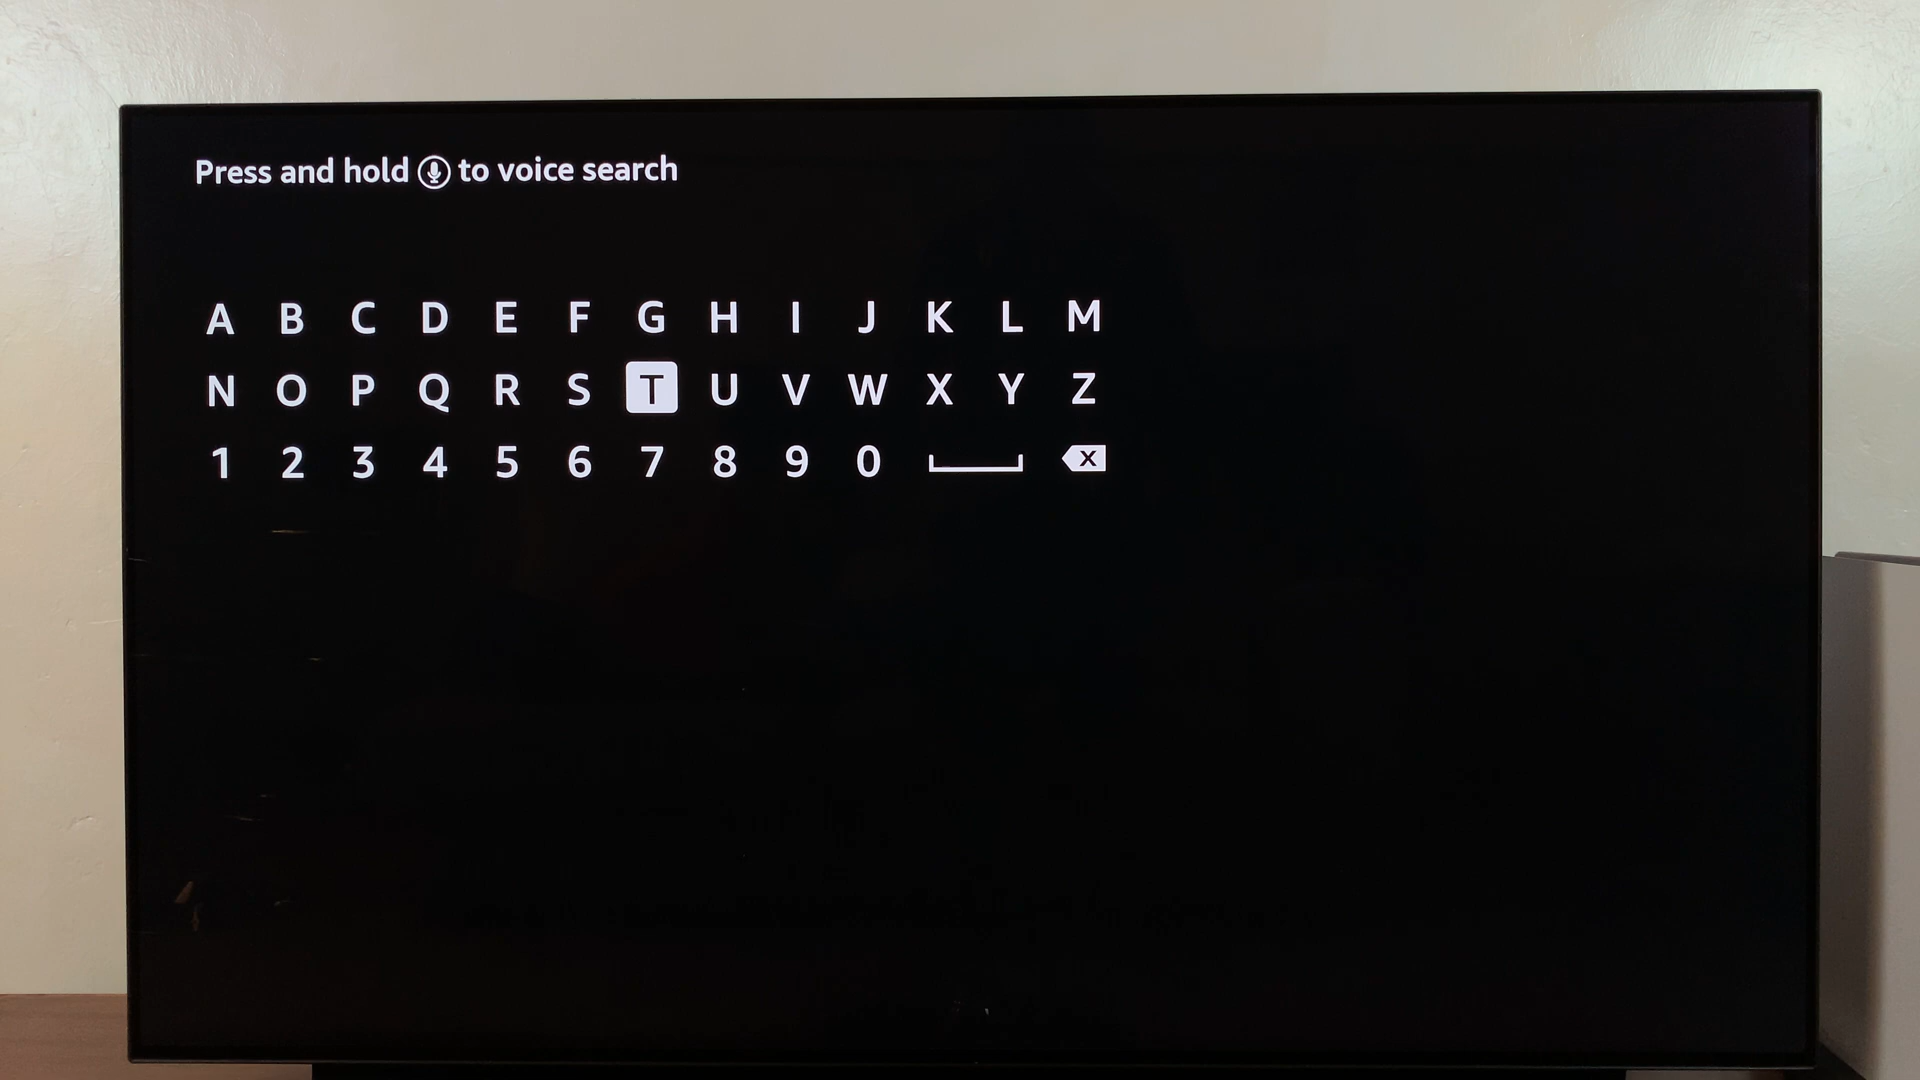 Press and hold to voice search
A B C D E F G H I J K L M
N O P Q R S T U V W X Y Z
1 2 3 4 5 6 7 8 9 0